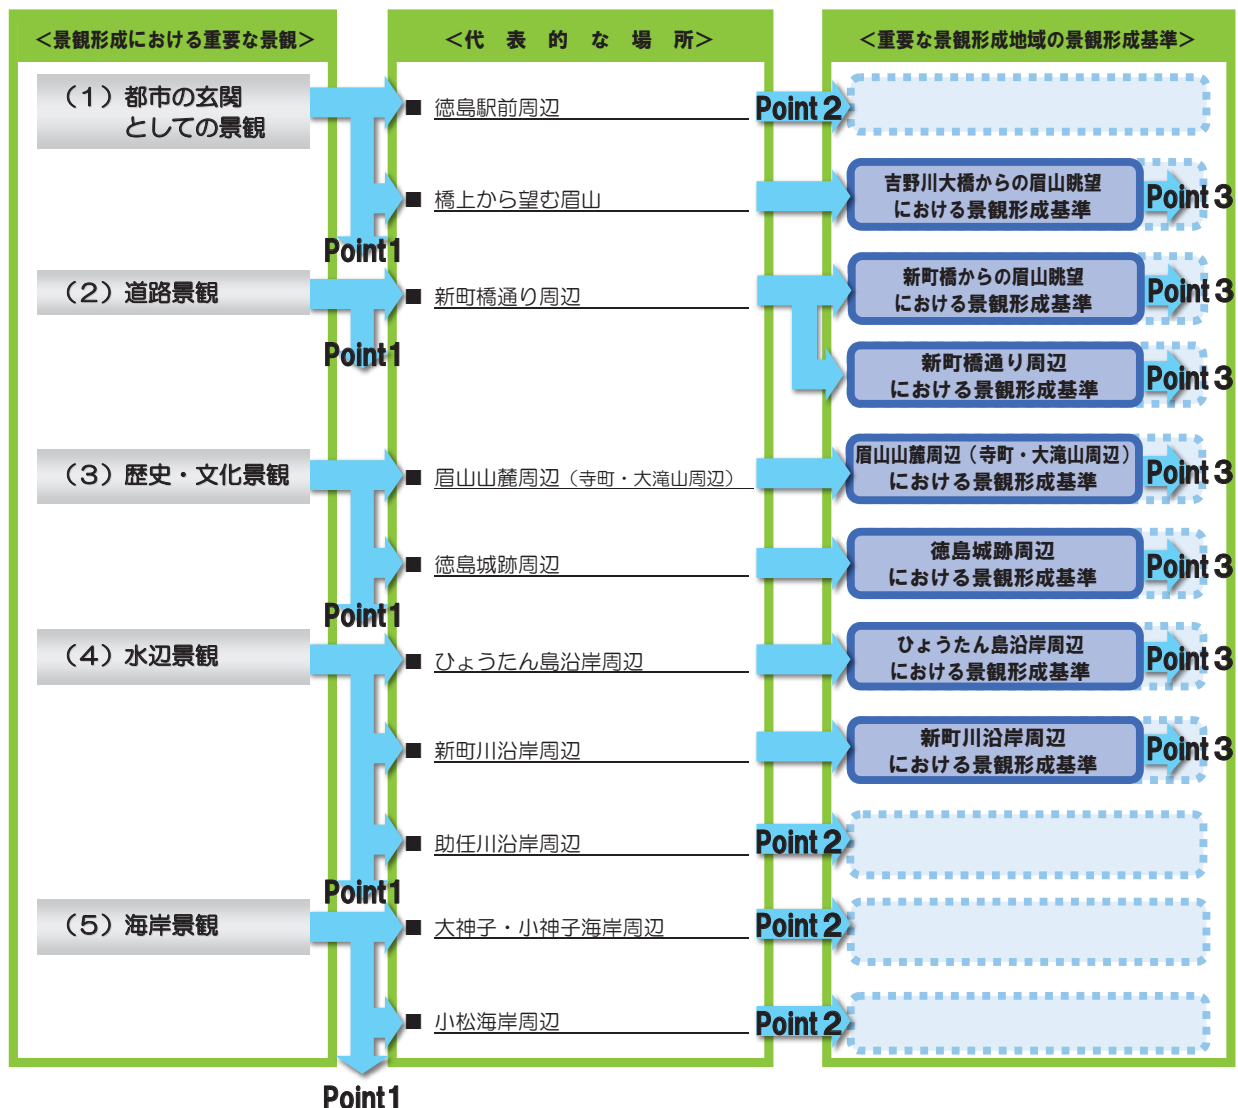 ＜景観形成における重要な景観＞
＜代表的な場所＞
＜重要な景観形成地域の景観形成基準＞
（１）都市の玄関
としての景観
■ 徳島駅前周辺
Point 2
■ 橋上から望む眉山
吉野川大橋からの眉山眺望
における景観形成基準
Point 3
Point1
（２）道路景観
■ 新町橋通り周辺
新町橋からの眉山眺望
における景観形成基準
Point 3
Point1
新町橋通り周辺
における景観形成基準
Point 3
（３）歴史・文化景観
■ 眉山山麓周辺（寺町・大滝山周辺）
眉山山麓周辺（寺町・大滝山周辺）
における景観形成基準
Point 3
■ 徳島城跡周辺
徳島城跡周辺
における景観形成基準
Point 3
Point1
（４）水辺景観
■ ひょうたん島沿岸周辺
ひょうたん島沿岸周辺
における景観形成基準
Point 3
■ 新町川沿岸周辺
新町川沿岸周辺
における景観形成基準
Point 3
■ 助任川沿岸周辺
Point 2
Point1
（５）海岸景観
■ 大神子・小神子海岸周辺
Point 2
■ 小松海岸周辺
Point 2
Point1